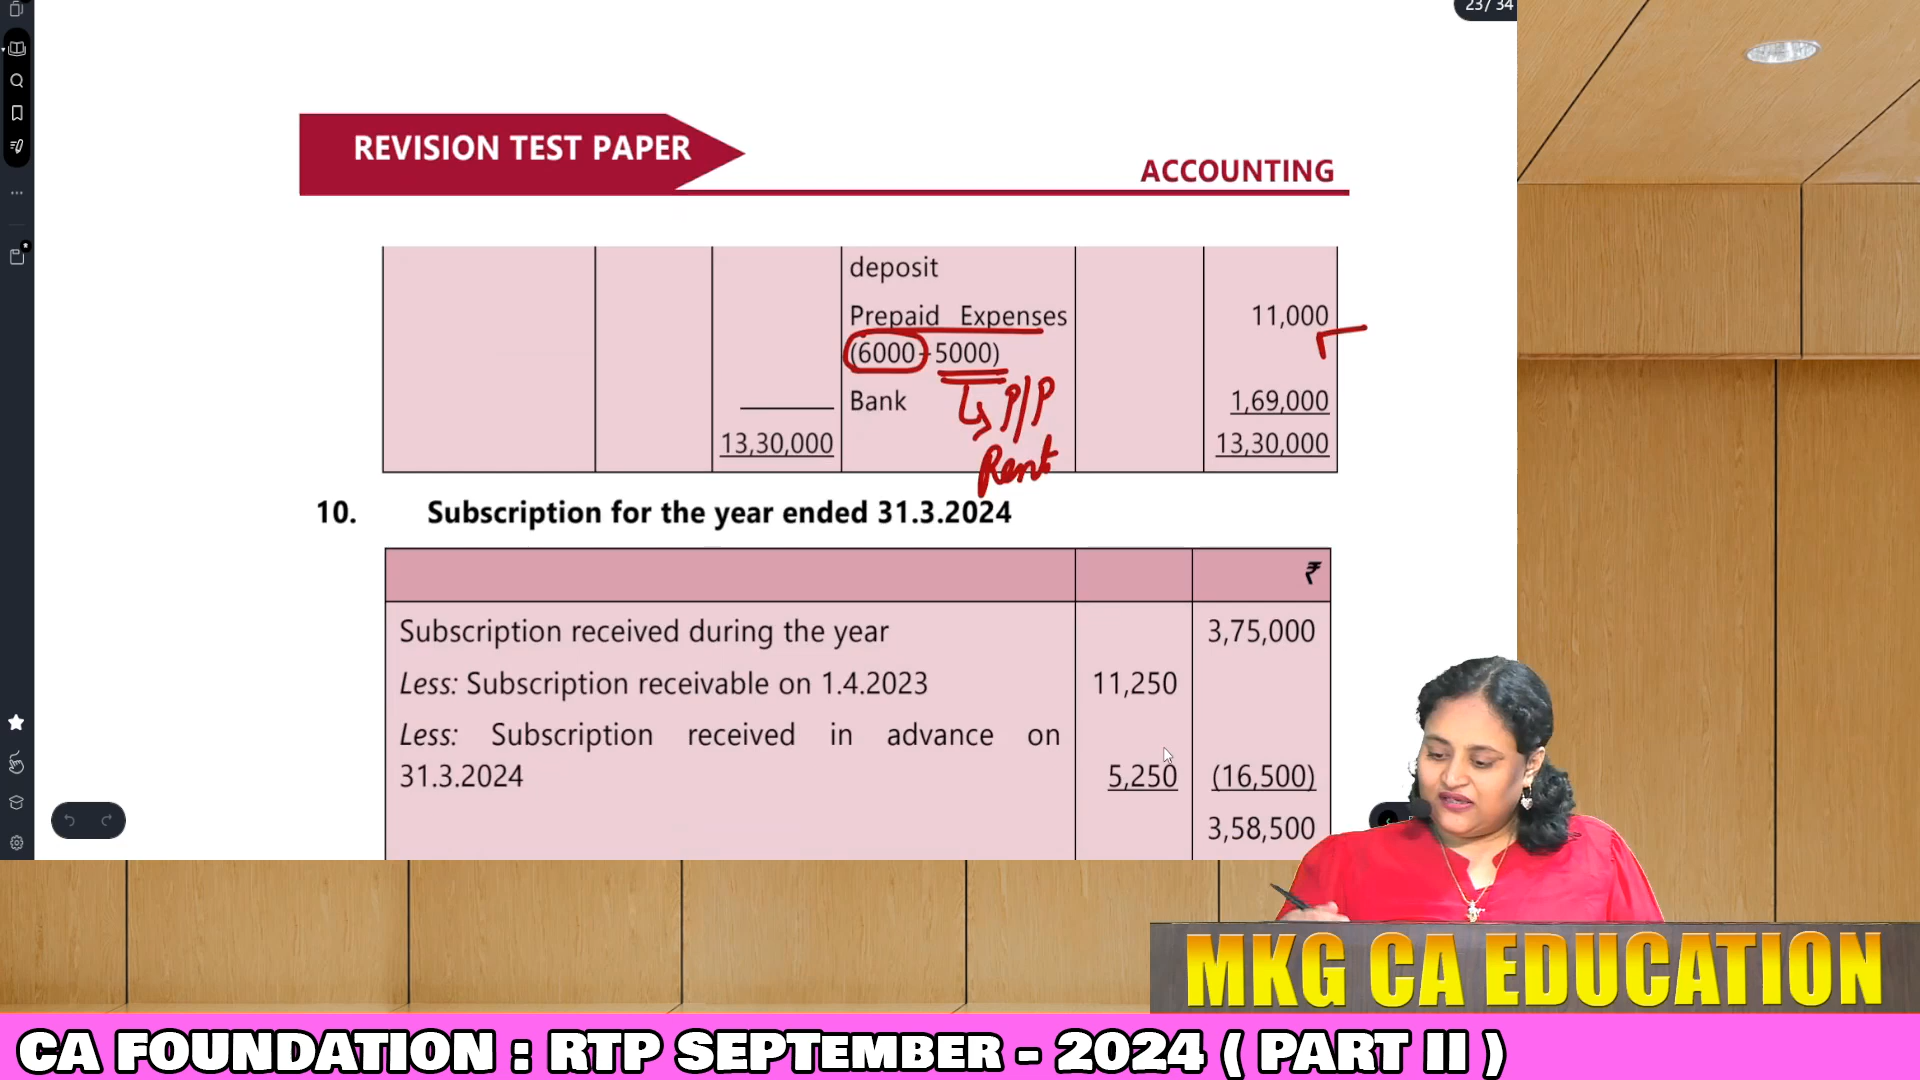 23/ 34
REVISION TEST PAPER
ACCOUNTING
deposit
Prepaid Expenses 11,000
(6000+5000)
P/P
Bank 1,69,000
13,30,000 13,30,000
Rent
10. Subscription for the year ended 31.3.2024
₹
Subscription received during the year 3,75,000
Less: Subscription receivable on 1.4.2023 11,250
Less: Subscription received in advance on
31.3.2024 5,250 (16,500)
3,58,500
MKG CA EDUCATION
CA FOUNDATION : RTP SEPTEMBER - 2024 ( PART II )